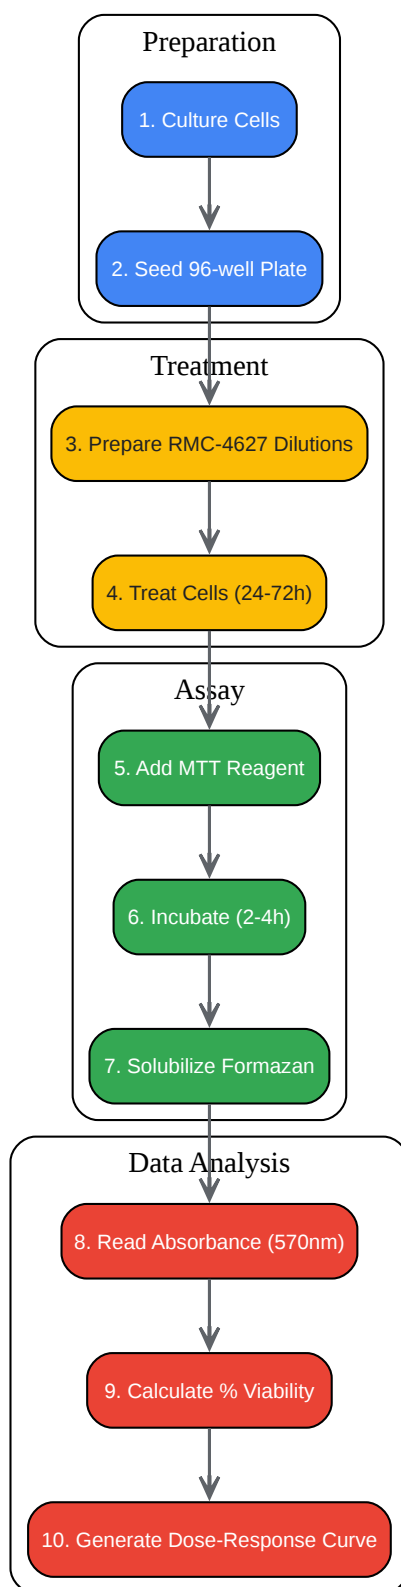 Preparation
1. Culture Cells
2. Seed 96-well Plate
Treatment
3. Prepare RMC-4627 Dilutions
4. Treat Cells (24-72h)
Assay
5. Add MTT Reagent
6. Incubate (2-4h)
7. Solubilize Formazan
Data Analysis
8. Read Absorbance (570nm)
9. Calculate % Viability
10. Generate Dose-Response Curve